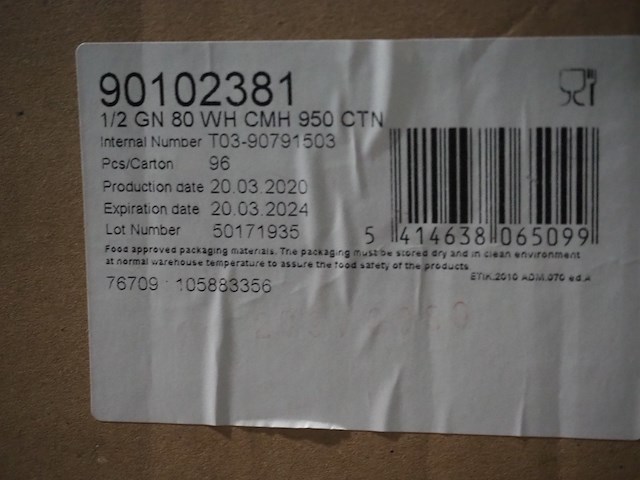 90102381
1/2 GN 80 WH CMH 950 CTN
Internal Number T03-90791503
Pcs/Carton 96
Production date 20.03.2020
Expiration date 20.03.2024
Lot Number 50171935
5 414638 065099
Food approved packaging materials. The packaging must be stored dry and in clean environment
at normal warehouse temperature to assure the food safety of the products
ETIK.2010 ADM.070 ed.A
76709 105883356